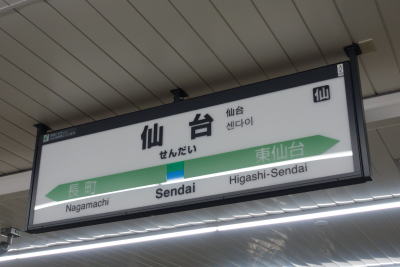 仙台
仙台
센다이
仙
せんだい
長町
東仙台
Nagamachi
Sendai
Higashi-Sendai